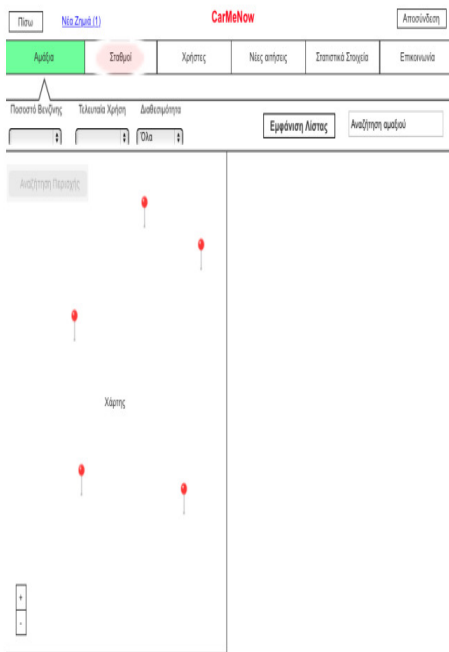 Πίσω
Νέα Ζημιά (1)
CarMeNow
Αποσύνδεση
Αμάξια
Σταθμοί
Χρήστες
Νέες αιτήσεις
Στατιστικά Στοιχεία
Επικοινωνία
Ποσοστό Βενζίνης
Τελευταία Χρήση
Διαθεσιμότητα
Όλα
Εμφάνιση Λίστας
Αναζήτηση αμαξιού
Αναζήτηση Περιοχής
Χάρτης
+
-